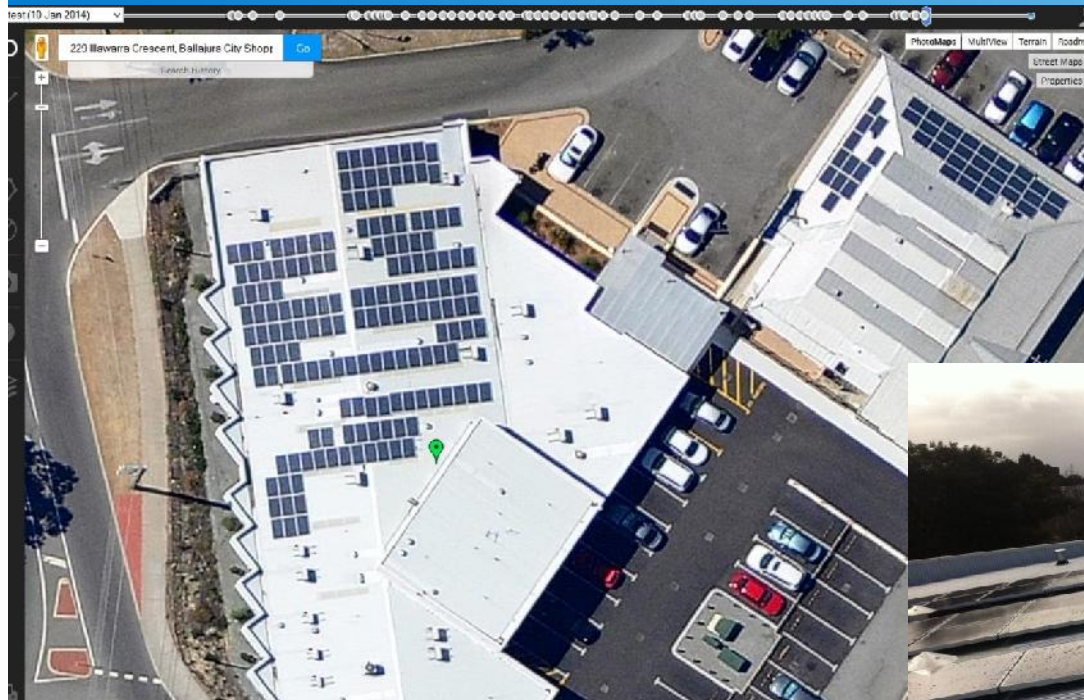 test (10 Jan 2014)
229 Illawarra Crescent, Ballajura City Shopp
Go
Search History
PhotoMaps
MultiView
Terrain
Roadm
Street Maps
Properties